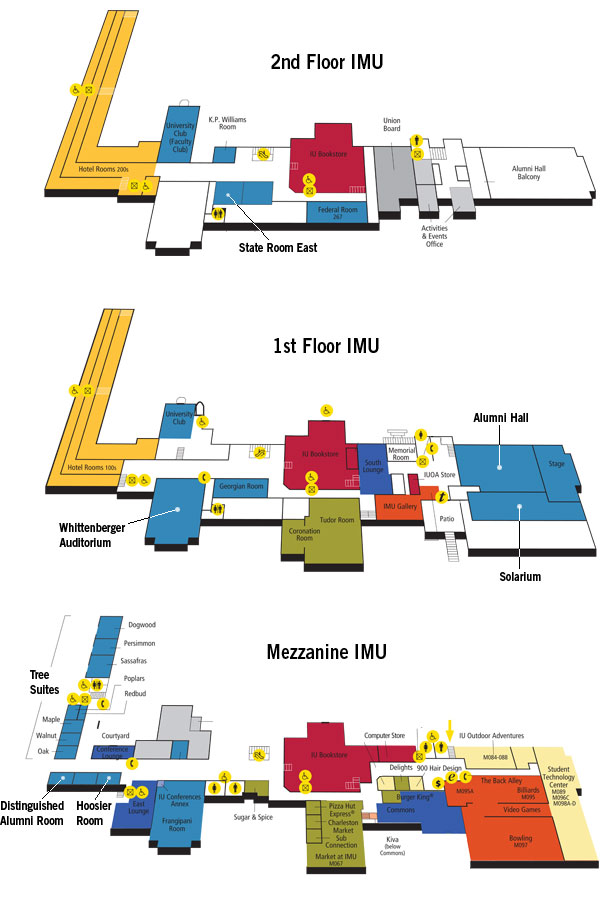 2nd Floor IMU
University
Club
(Faculty
Club)
K.P. Williams
Room
Union
Board
IU Bookstore
Hotel Rooms 200s
Alumni Hall
Balcony
Federal Room
267
Activities
& Events
Office
State Room East
1st Floor IMU
University
Club
Alumni Hall
IU Bookstore
South
Lounge
Memorial
Room
Stage
Hotel Rooms 100s
IUOA Store
Georgian Room
t
IMU Gallery
Patio
Whittenberger
Auditorium
Tudor Room
Coronation
Room
Solarium
Mezzanine IMU
Dogwood
Persimmon
Sassafras
Tree
Suites
Poplars
Redbud
Maple
Walnut
Oak
Courtyard
Conference
Lounge
Computer Store
IU Outdoor Adventures
IU Bookstore
M084-088
Delights
900 Hair Design
Student
Technology
Center
M089
M096C
M098A-D
$
e
The Back Alley
M095A
Billiards
M095
Video Games
Bowling
M097
Burger King®
Commons
Distinguished
Alumni Room
Hoosier
Room
East
Lounge
IU Conferences
Annex
Frangipani
Room
Sugar & Spice
Pizza Hut
Express®
Charleston
Market
Sub
Connection
Market at IMU
M067
Kiva
(below
Commons)